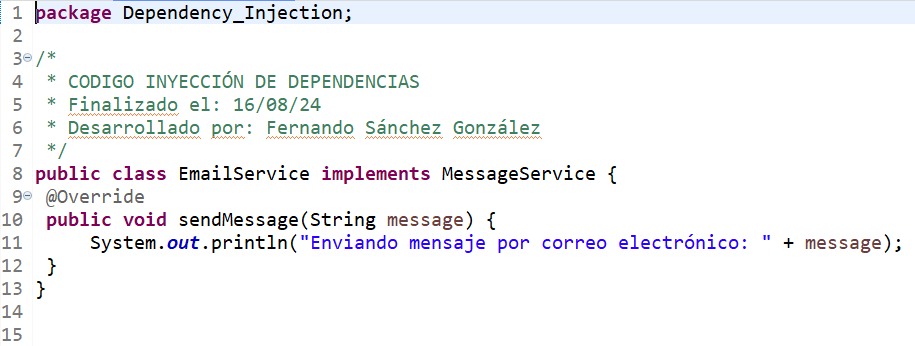 1 package Dependency_Injection;
2
3 /*
4  * CODIGO INYECCIÓN DE DEPENDENCIAS
5  * Finalizado el: 16/08/24
6  * Desarrollado por: Fernando Sánchez González
7  */
8 public class EmailService implements MessageService {
9  @Override
10  public void sendMessage(String message) {
11      System.out.println("Enviando mensaje por correo electrónico: " + message);
12  }
13 }
14
15